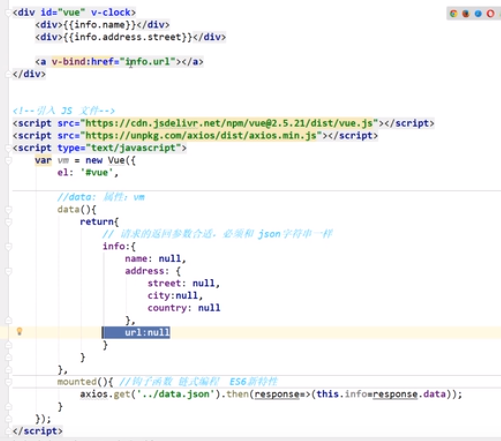 <div id="vue" v-clock>
<div>{{info.name}}</div>
<div>{{info.address.street}}</div>
<a v-bind:href="info.url"></a>
</div>
<!--引入 JS 文件-->
<script src="https://cdn.jsdelivr.net/npm/vue@2.5.21/dist/vue.js"></script>
<script src="https://unpkg.com/axios/dist/axios.min.js"></script>
<script type="text/javascript">
var vm = new Vue({
el: '#vue',
//data: 属性：vm
data(){
return{
// 请求的返回参数合适，必须和 json字符串一样
info:{
name: null,
address: {
street: null,
city:null,
country: null
},
url:null
}
}
},
mounted(){ //钩子函数 链式编程 ES6新特性
axios.get('../data.json').then(response=>(this.info=response.data));
}
});
</script>